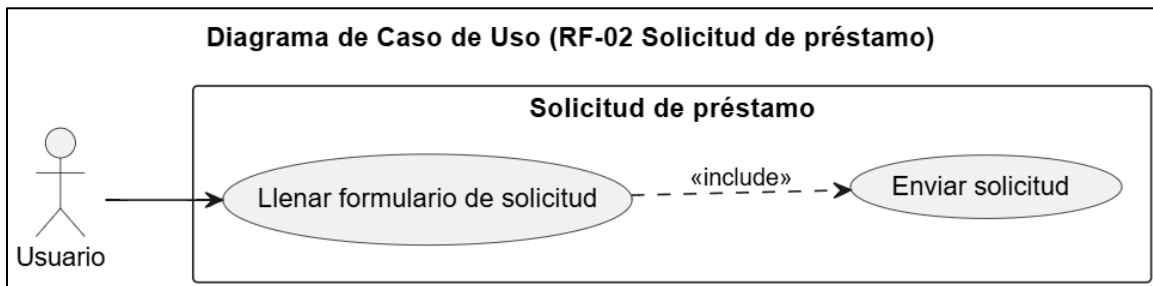 Diagrama de Caso de Uso (RF-02 Solicitud de préstamo)
Solicitud de préstamo
Llenar formulario de solicitud
«include»
Enviar solicitud
Usuario